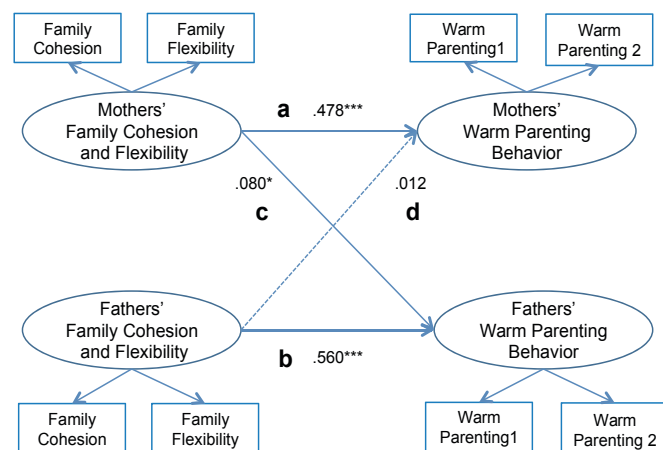 Family
Cohesion
Family
Flexibility
Warm
Parenting1
Warm
Parenting 2
Mothers’
Family Cohesion
and Flexibility
a
.478***
Mothers’
Warm Parenting
Behavior
.080*
c
.012
d
Fathers’
Family Cohesion
and Flexibility
b
.560***
Fathers’
Warm Parenting
Behavior
Family
Cohesion
Family
Flexibility
Warm
Parenting1
Warm
Parenting 2